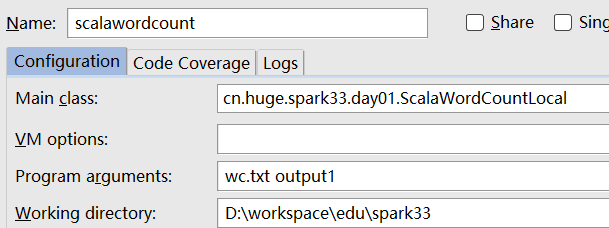 Name: scalawordcount Share Sing
Configuration Code Coverage Logs
Main class: cn.huge.spark33.day01.ScalaWordCountLocal
VM options:
Program arguments: wc.txt output1
Working directory: D:\workspace\edu\spark33